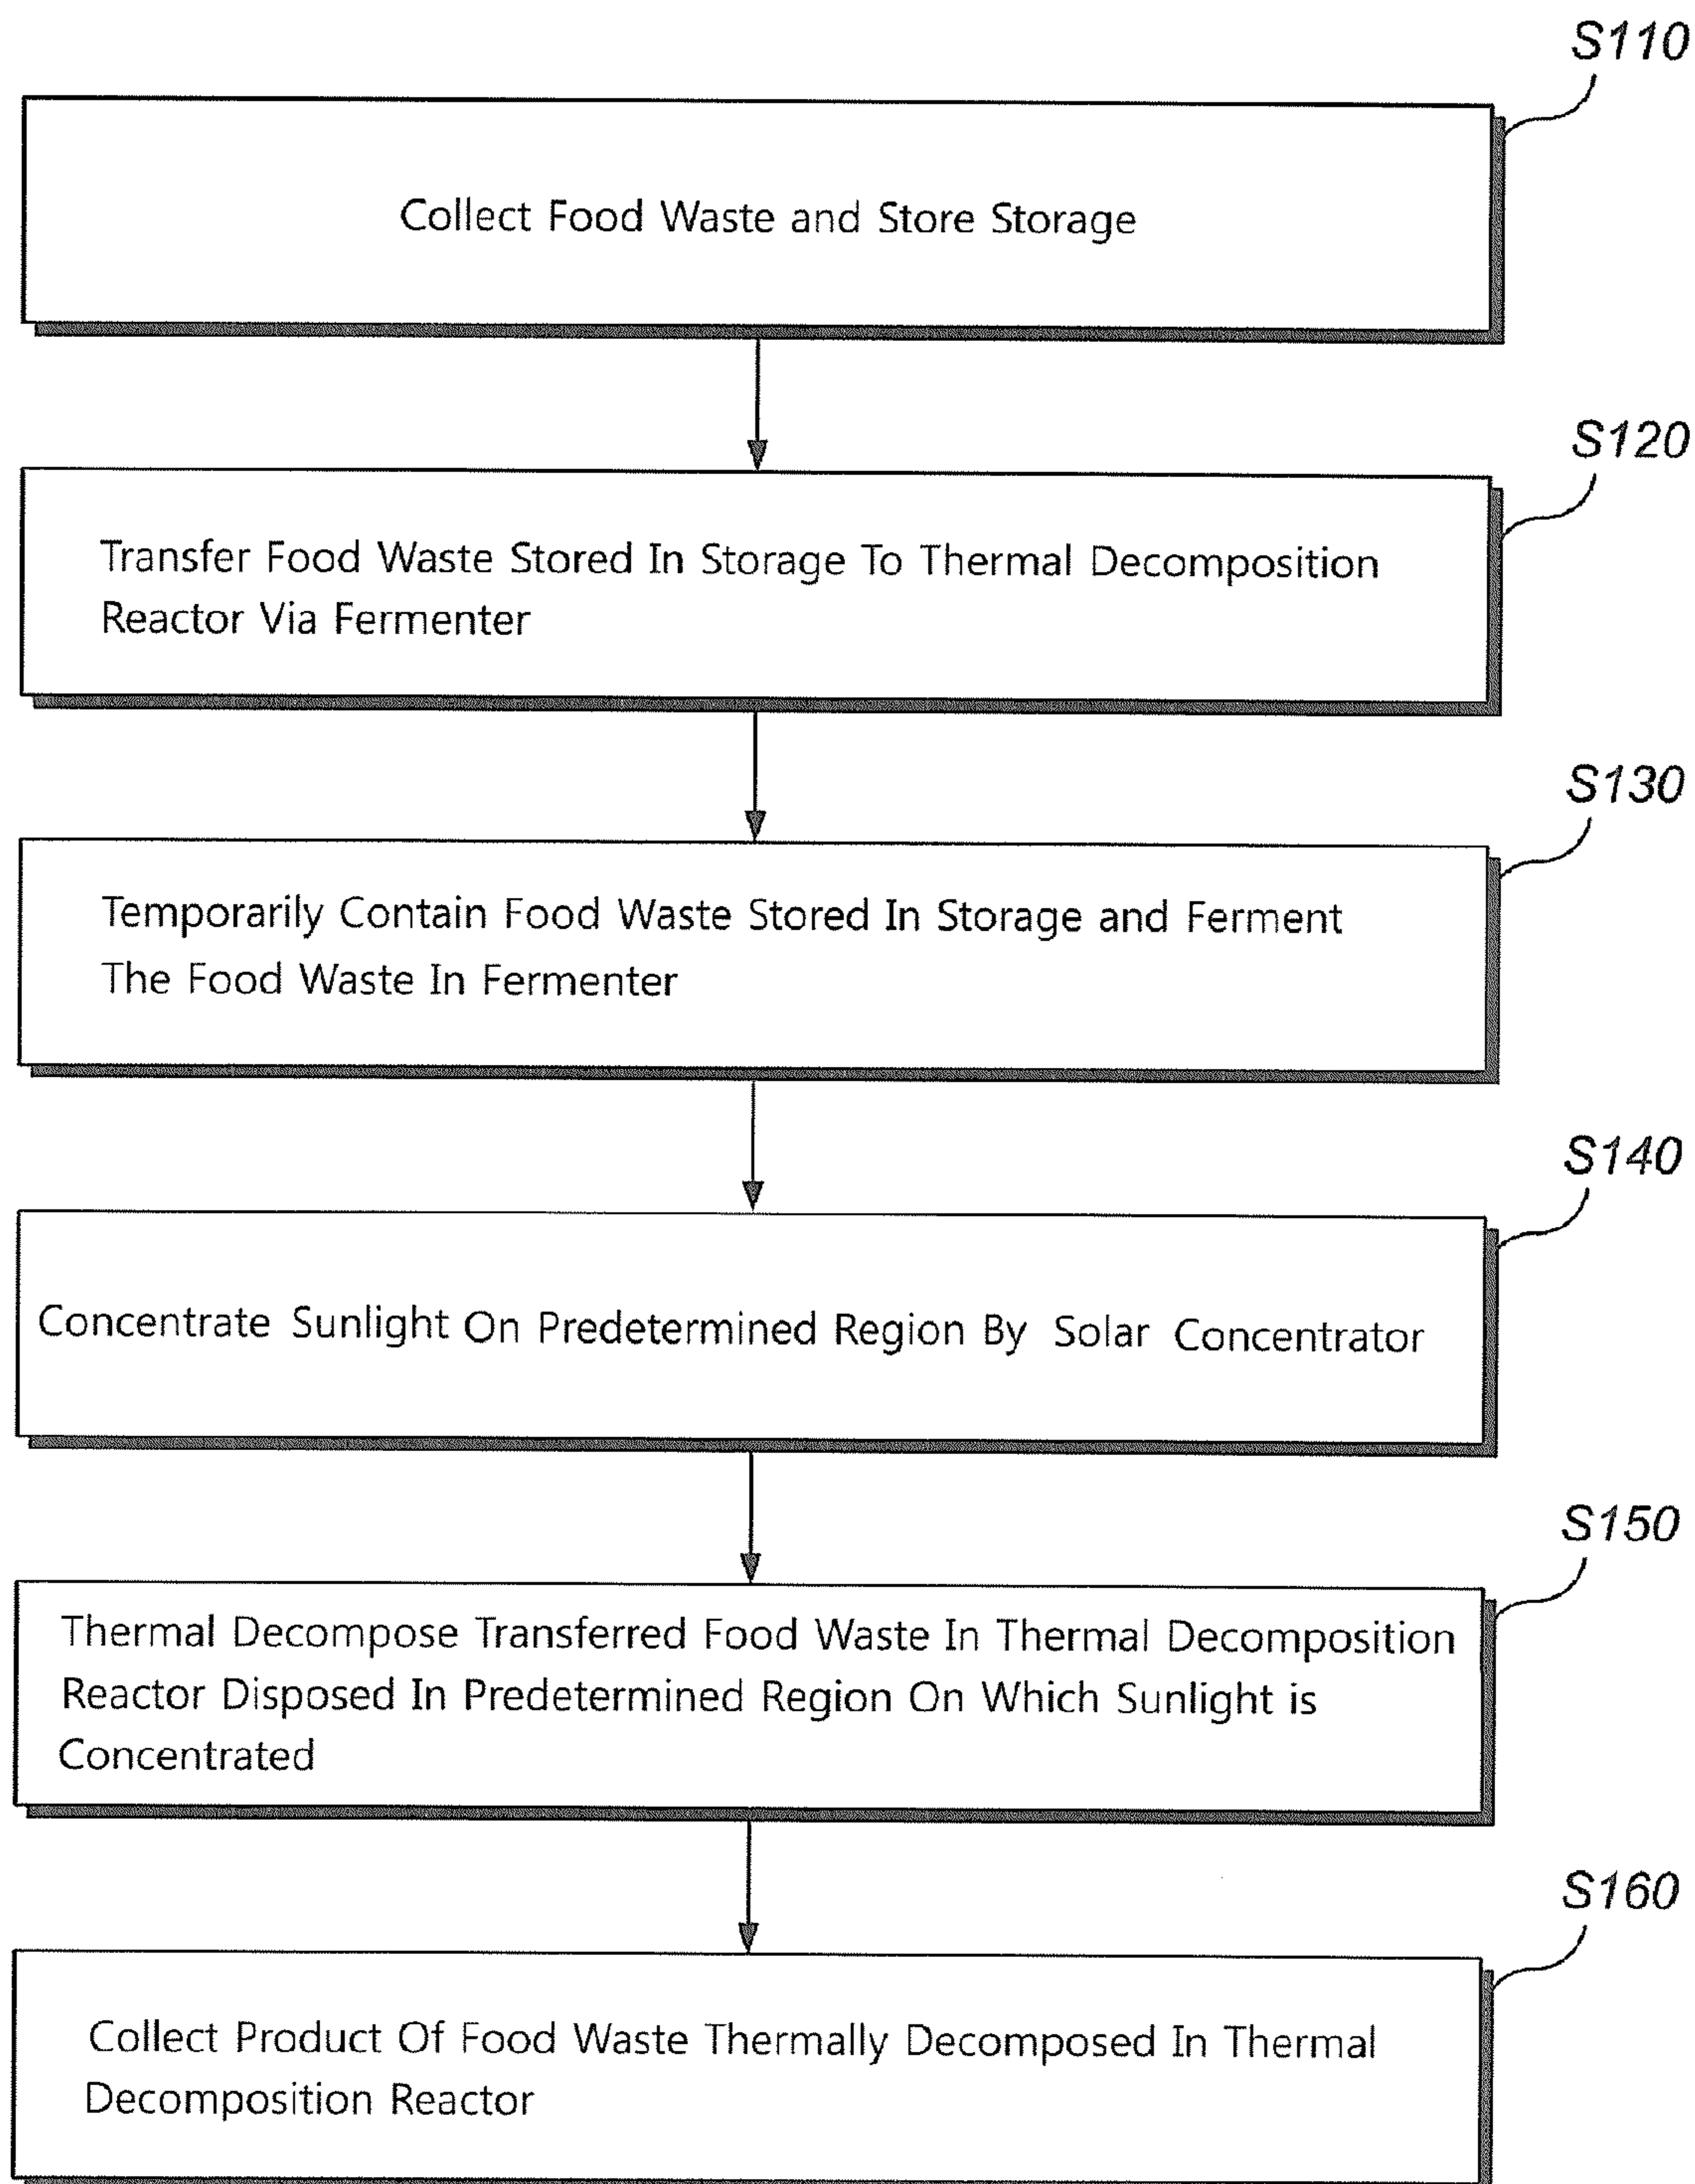 S110
Collect Food Waste and Store Storage
S120
Transfer Food Waste Stored In Storage To Thermal Decomposition
Reactor Via Fermenter
S130
Temporarily Contain Food Waste Stored In Storage and Ferment
The Food Waste In Fermenter
S140
Concentrate Sunlight On Predetermined Region By Solar Concentrator
S150
Thermal Decompose Transferred Food Waste In Thermal Decomposition
Reactor Disposed In Predetermined Region On Which Sunlight is
Concentrated
S160
Collect Product Of Food Waste Thermally Decomposed In Thermal
Decomposition Reactor